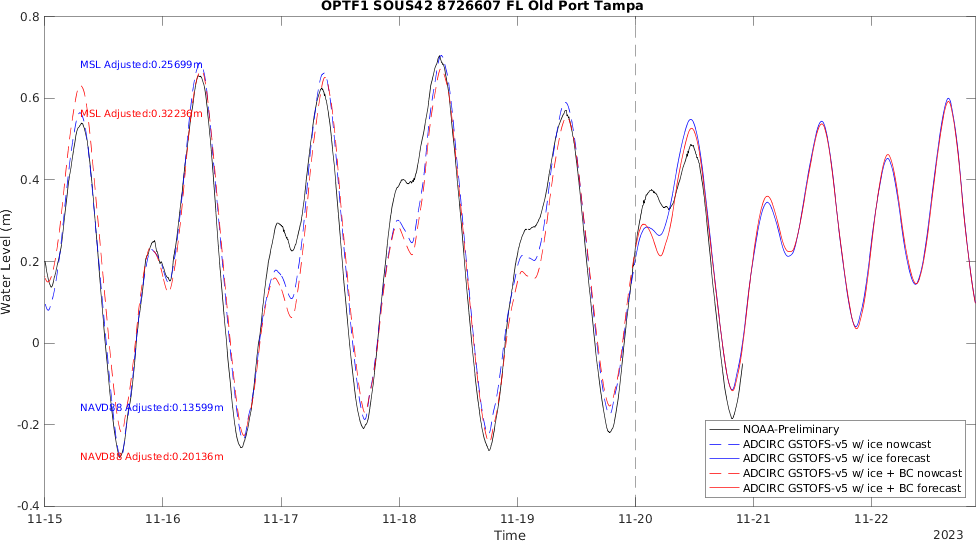 OPTF1 SOUS42 8726607 FL Old Port Tampa
Water Level (m)
0.8
0.6
0.4
0.2
0
-0.2
-0.4
MSL Adjusted:0.25699m
MSL Adjusted:0.32236m
NAVD88 Adjusted:0.13599m
NAVD88 Adjusted:0.20136m
NOAA-Preliminary
ADCIRC GSTOFS-v5 w/ ice nowcast
ADCIRC GSTOFS-v5 w/ ice forecast
ADCIRC GSTOFS-v5 w/ ice + BC nowcast
ADCIRC GSTOFS-v5 w/ ice + BC forecast
11-15 11-16 11-17 11-18 11-19 11-20 11-21 11-22
Time
2023